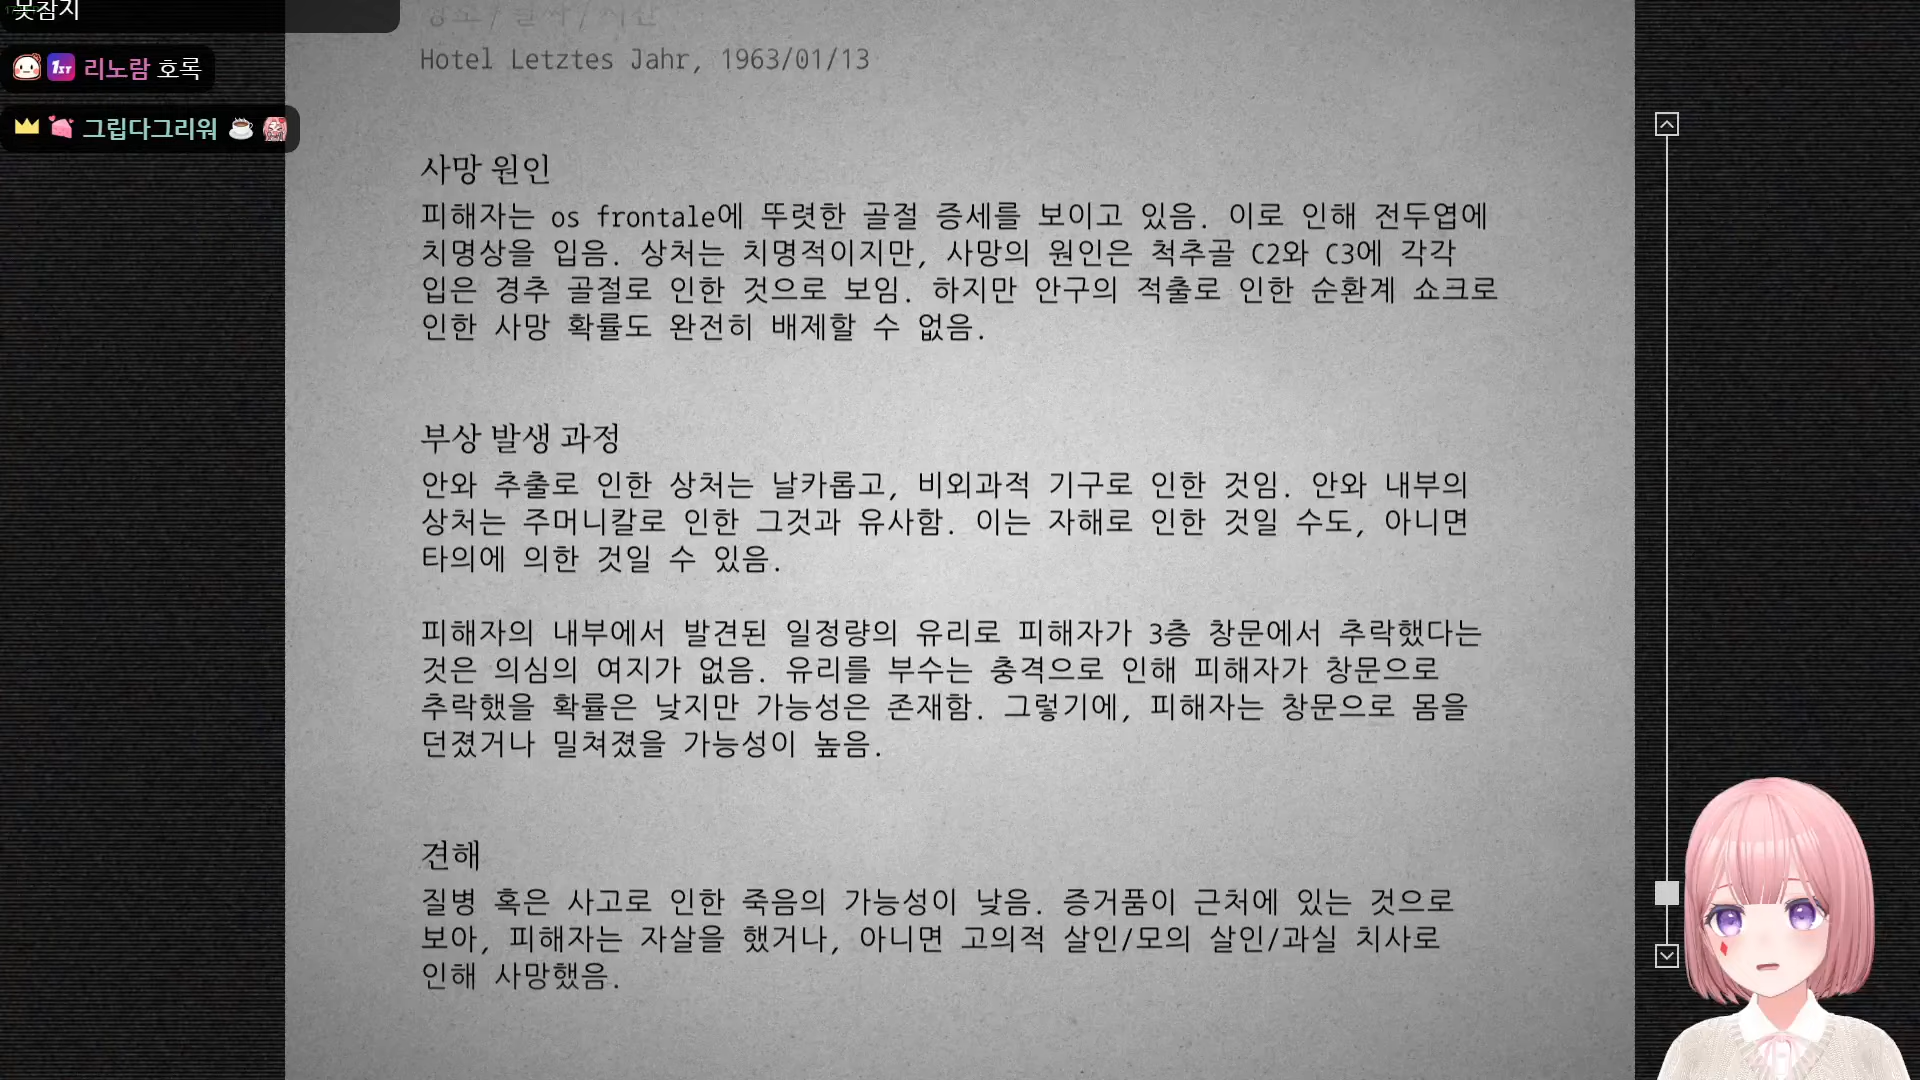 못참지
리노람 호록
그립다그리워
장소 / 날짜 / 시간
Hotel Letztes Jahr, 1963/01/13
사망 원인
피해자는 os frontale에 뚜렷한 골절 증세를 보이고 있음. 이로 인해 전두엽에
치명상을 입음. 상처는 치명적이지만, 사망의 원인은 척추골 C2와 C3에 각각
입은 경추 골절로 인한 것으로 보임. 하지만 안구의 적출로 인한 순환계 쇼크로
인한 사망 확률도 완전히 배제할 수 없음.
부상 발생 과정
안와 추출로 인한 상처는 날카롭고, 비외과적 기구로 인한 것임. 안와 내부의
상처는 주머니칼로 인한 그것과 유사함. 이는 자해로 인한 것일 수도, 아니면
타의에 의한 것일 수 있음.
피해자의 내부에서 발견된 일정량의 유리로 피해자가 3층 창문에서 추락했다는
것은 의심의 여지가 없음. 유리를 부수는 충격으로 인해 피해자가 창문으로
추락했을 확률은 낮지만 가능성은 존재함. 그렇기에, 피해자는 창문으로 몸을
던졌거나 밀쳐졌을 가능성이 높음.
견해
질병 혹은 사고로 인한 죽음의 가능성이 낮음. 증거품이 근처에 있는 것으로
보아, 피해자는 자살을 했거나, 아니면 고의적 살인/모의 살인/과실 치사로
인해 사망했음.